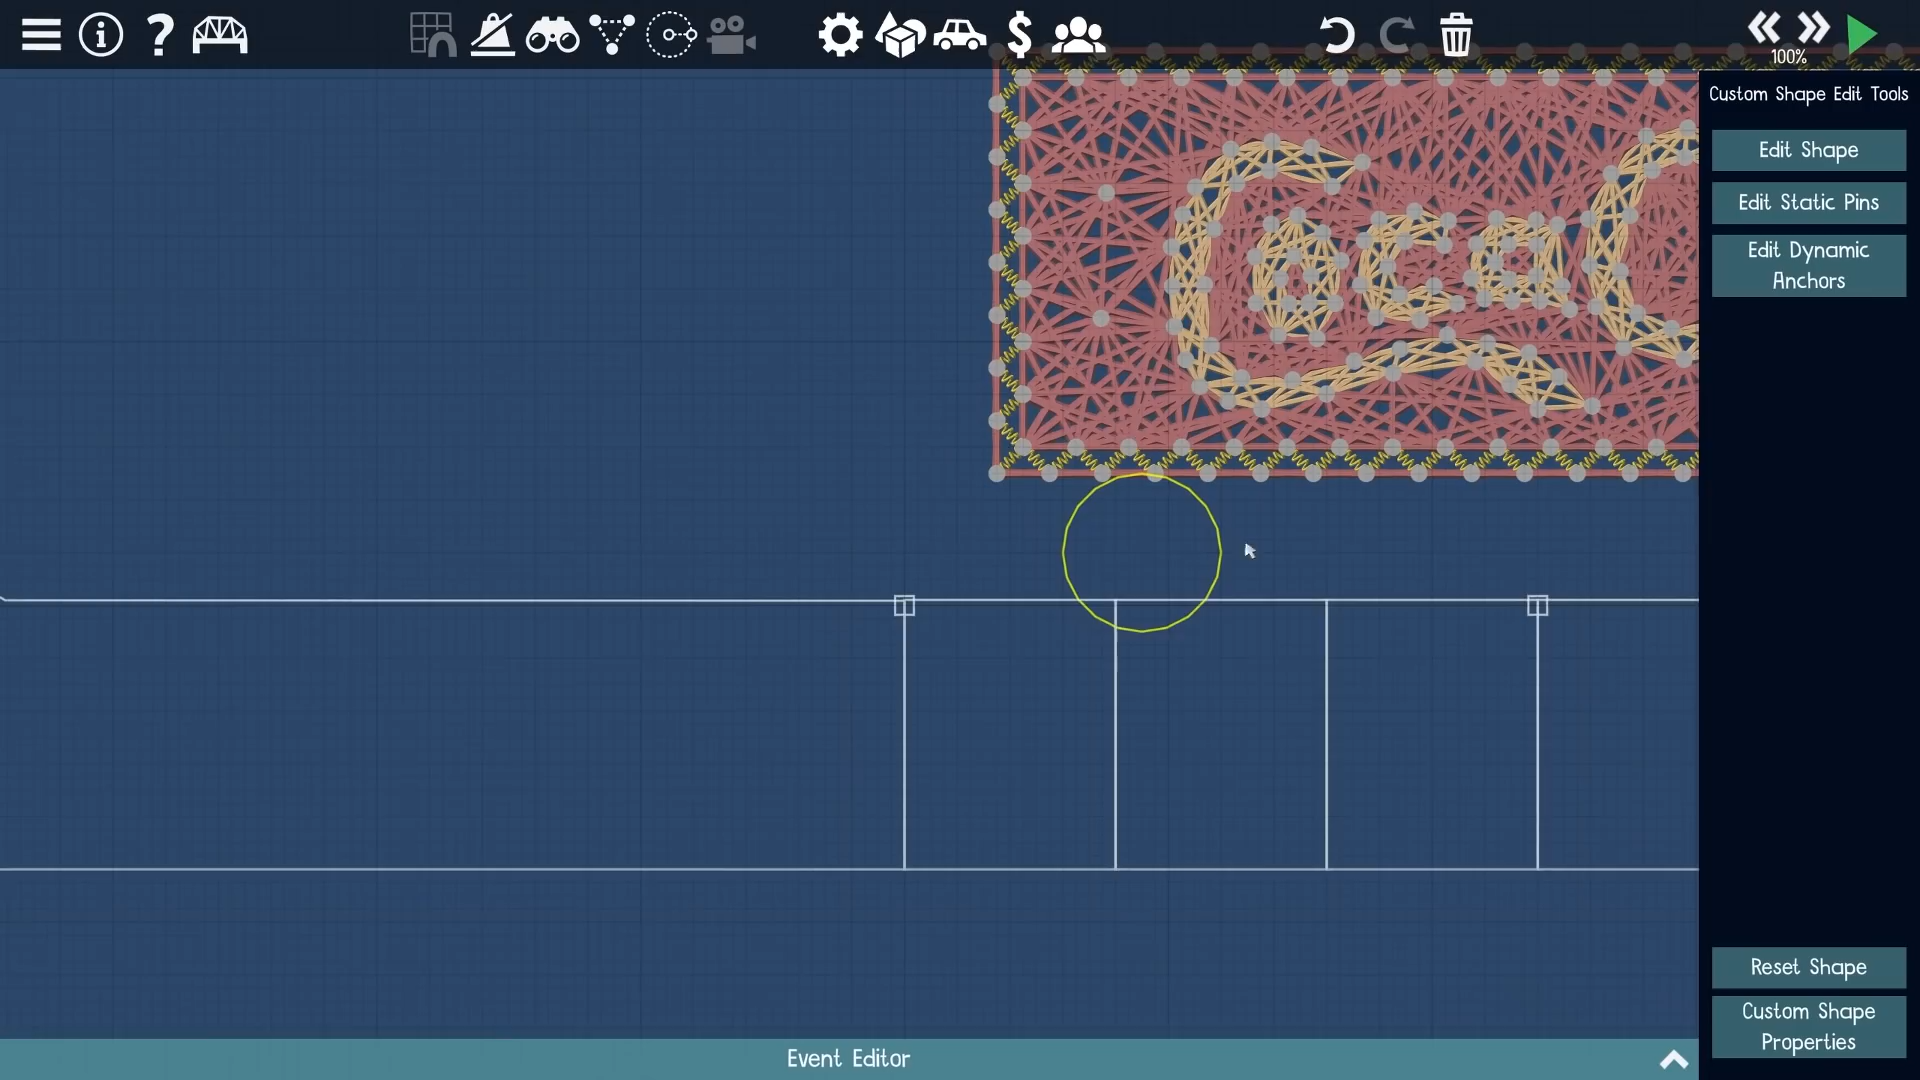 100%
Custom Shape Edit Tools
Edit Shape
Edit Static Pins
Edit Dynamic
Anchors
Reset Shape
Custom Shape
Properties
Event Editor